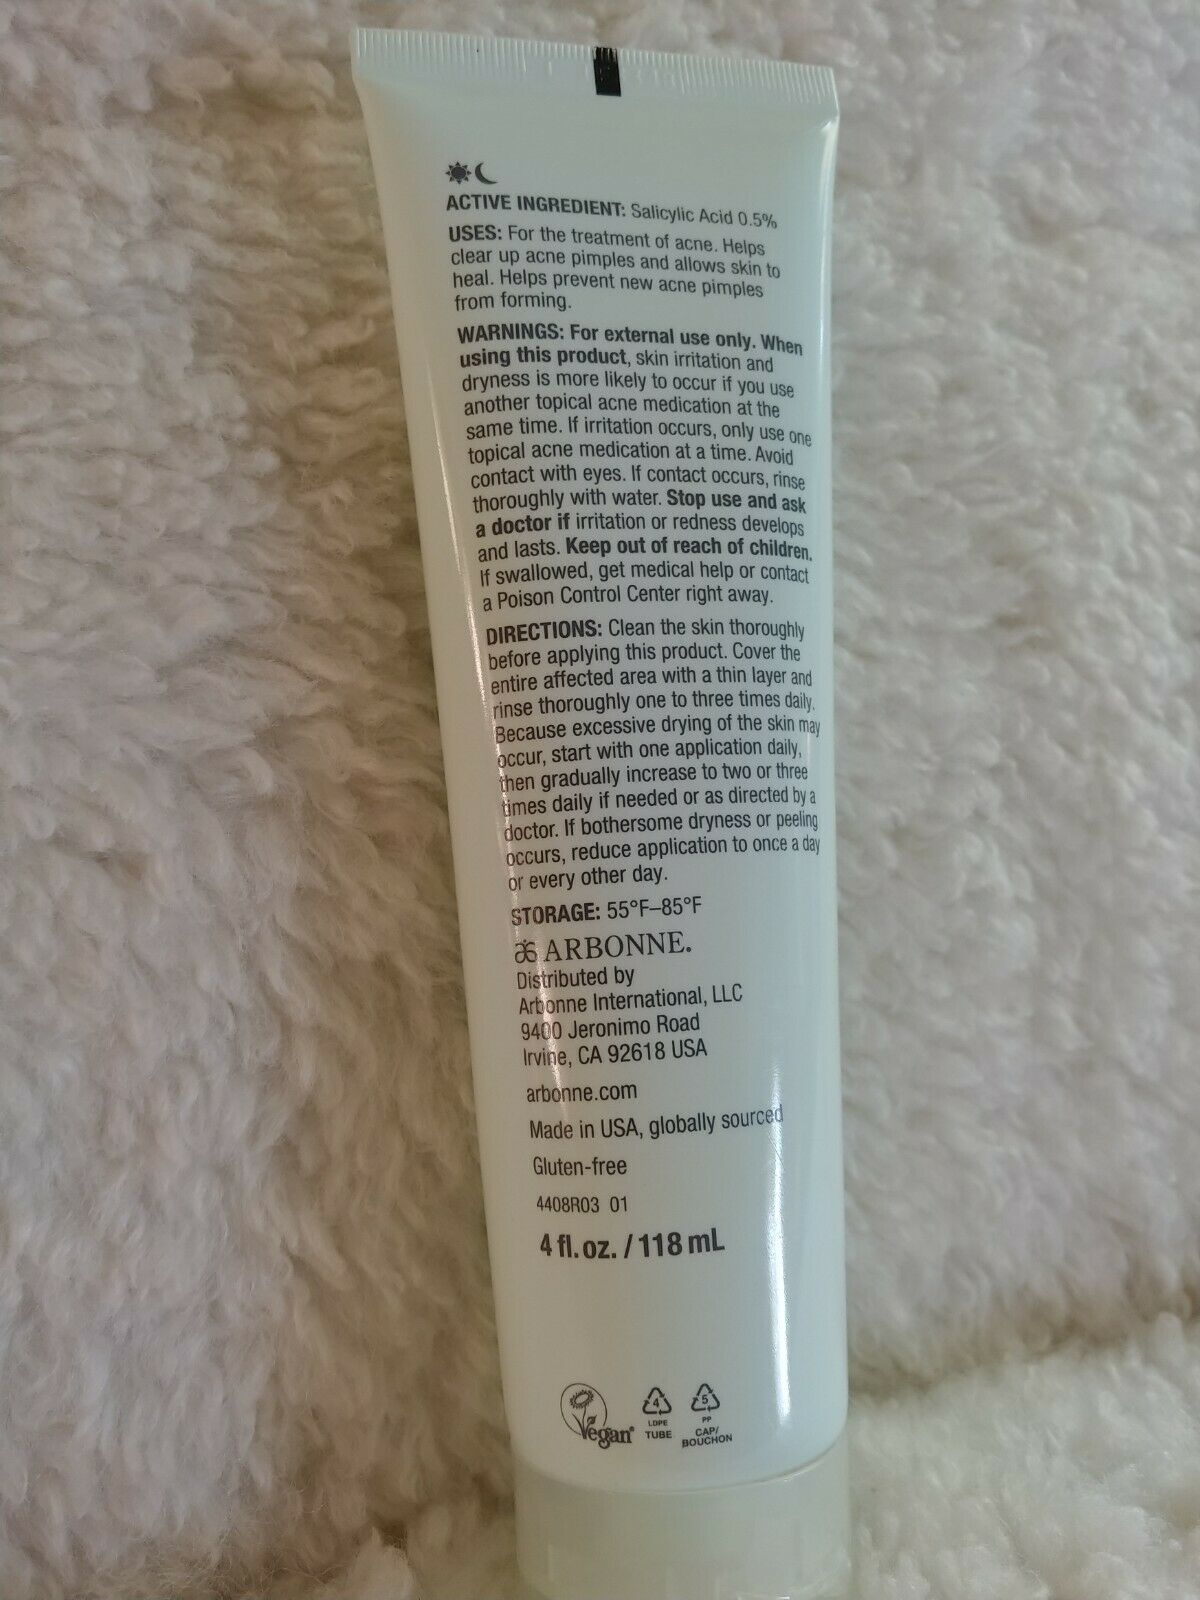 ACTIVE INGREDIENT: Salicylic Acid 0.5%
USES: For the treatment of acne. Helps
clear up acne pimples and allows skin to
heal. Helps prevent new acne pimples
from forming.
WARNINGS: For external use only. When
using this product, skin irritation and
dryness is more likely to occur if you use
another topical acne medication at the
same time. If irritation occurs, only use one
topical acne medication at a time. Avoid
contact with eyes. If contact occurs, rinse
thoroughly with water. Stop use and ask
a doctor if irritation or redness develops
and lasts. Keep out of reach of children.
If swallowed, get medical help or contact
a Poison Control Center right away.
DIRECTIONS: Clean the skin thoroughly
before applying this product. Cover the
entire affected area with a thin layer and
rinse thoroughly one to three times daily.
Because excessive drying of the skin may
occur, start with one application daily,
then gradually increase to two or three
times daily if needed or as directed by a
doctor. If bothersome dryness or peeling
occurs, reduce application to once a day
or every other day.
STORAGE: 55°F–85°F
ARBONNE.
Distributed by
Arbonne International, LLC
9400 Jeronimo Road
Irvine, CA 92618 USA
arbonne.com
Made in USA, globally sourced
Gluten-free
4408R03 01
4 fl. oz. / 118 mL
Vegan
4
LDPE
TUBE
5
PP
CAP/
BOUCHON